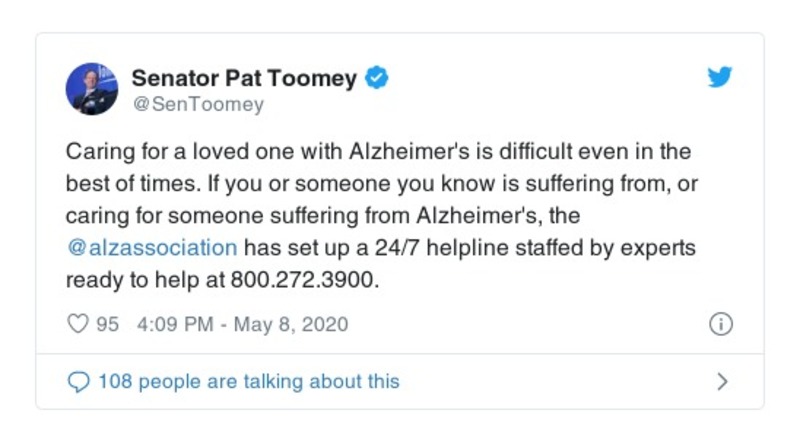 Senator Pat Toomey
@SenToomey
Caring for a loved one with Alzheimer's is difficult even in the
best of times. If you or someone you know is suffering from, or
caring for someone suffering from Alzheimer's, the
@alzassociation has set up a 24/7 helpline staffed by experts
ready to help at 800.272.3900.
95 4:09 PM - May 8, 2020
108 people are talking about this